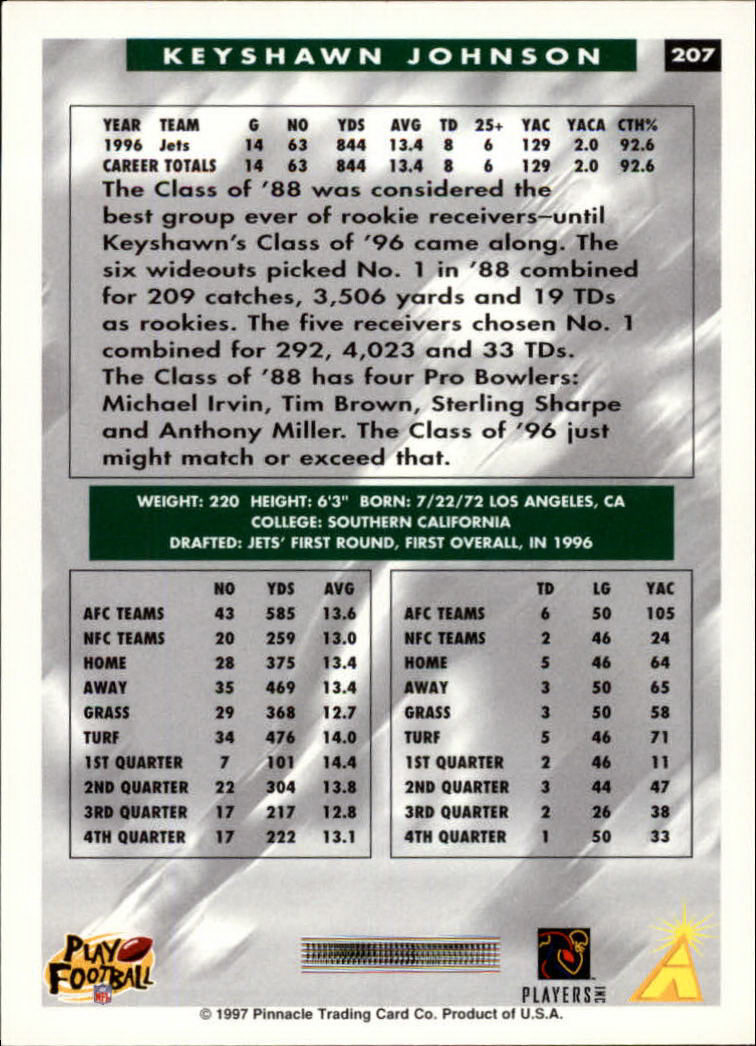 KEYSHAWN JOHNSON 207
YEAR TEAM G NO YDS AVG TD 25+ YAC YACA CTH%
1996 Jets 14 63 844 13.4 8 6 129 2.0 92.6
CAREER TOTALS 14 63 844 13.4 8 6 129 2.0 92.6
The Class of '88 was considered the
best group ever of rookie receivers–until
Keyshawn's Class of '96 came along. The
six wideouts picked No. 1 in '88 combined
for 209 catches, 3,506 yards and 19 TDs
as rookies. The five receivers chosen No. 1
combined for 292, 4,023 and 33 TDs.
The Class of '88 has four Pro Bowlers:
Michael Irvin, Tim Brown, Sterling Sharpe
and Anthony Miller. The Class of '96 just
might match or exceed that.
WEIGHT: 220 HEIGHT: 6'3" BORN: 7/22/72 LOS ANGELES, CA
COLLEGE: SOUTHERN CALIFORNIA
DRAFTED: JETS' FIRST ROUND, FIRST OVERALL, IN 1996
NO YDS AVG
AFC TEAMS 43 585 13.6
NFC TEAMS 20 259 13.0
HOME 28 375 13.4
AWAY 35 469 13.4
GRASS 29 368 12.7
TURF 34 476 14.0
1ST QUARTER 7 101 14.4
2ND QUARTER 22 304 13.8
3RD QUARTER 17 217 12.8
4TH QUARTER 17 222 13.1
TD LG YAC
AFC TEAMS 6 50 105
NFC TEAMS 2 46 24
HOME 5 46 64
AWAY 3 50 65
GRASS 3 50 58
TURF 5 46 71
1ST QUARTER 2 46 11
2ND QUARTER 3 44 47
3RD QUARTER 2 26 38
4TH QUARTER 1 50 33
PLAY
FOOTBALL
NFL
PLAYERS INC
© 1997 Pinnacle Trading Card Co. Product of U.S.A.